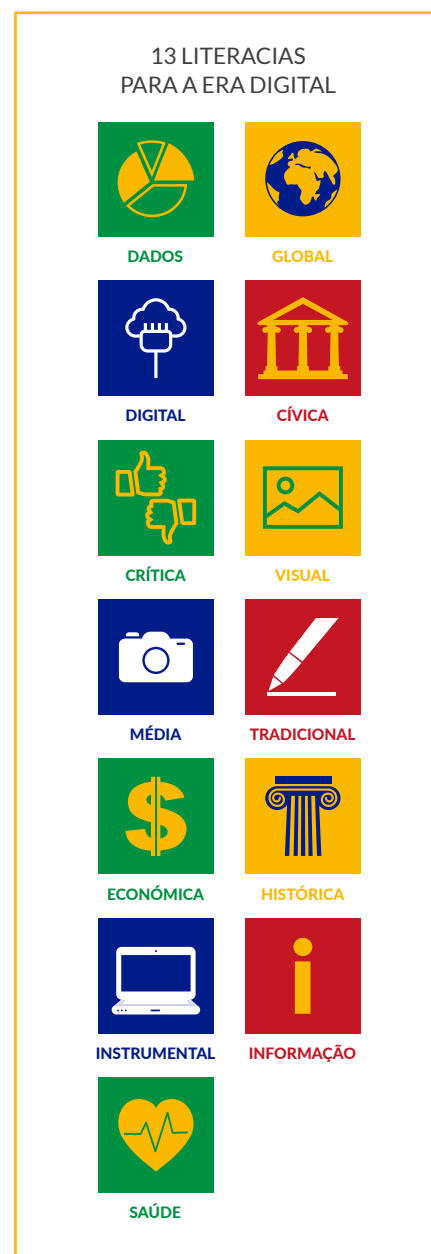 13 LITERACIAS
PARA A ERA DIGITAL
DADOS
GLOBAL
DIGITAL
CÍVICA
CRÍTICA
VISUAL
MÉDIA
TRADICIONAL
ECONÓMICA
HISTÓRICA
INSTRUMENTAL
INFORMAÇÃO
SAÚDE